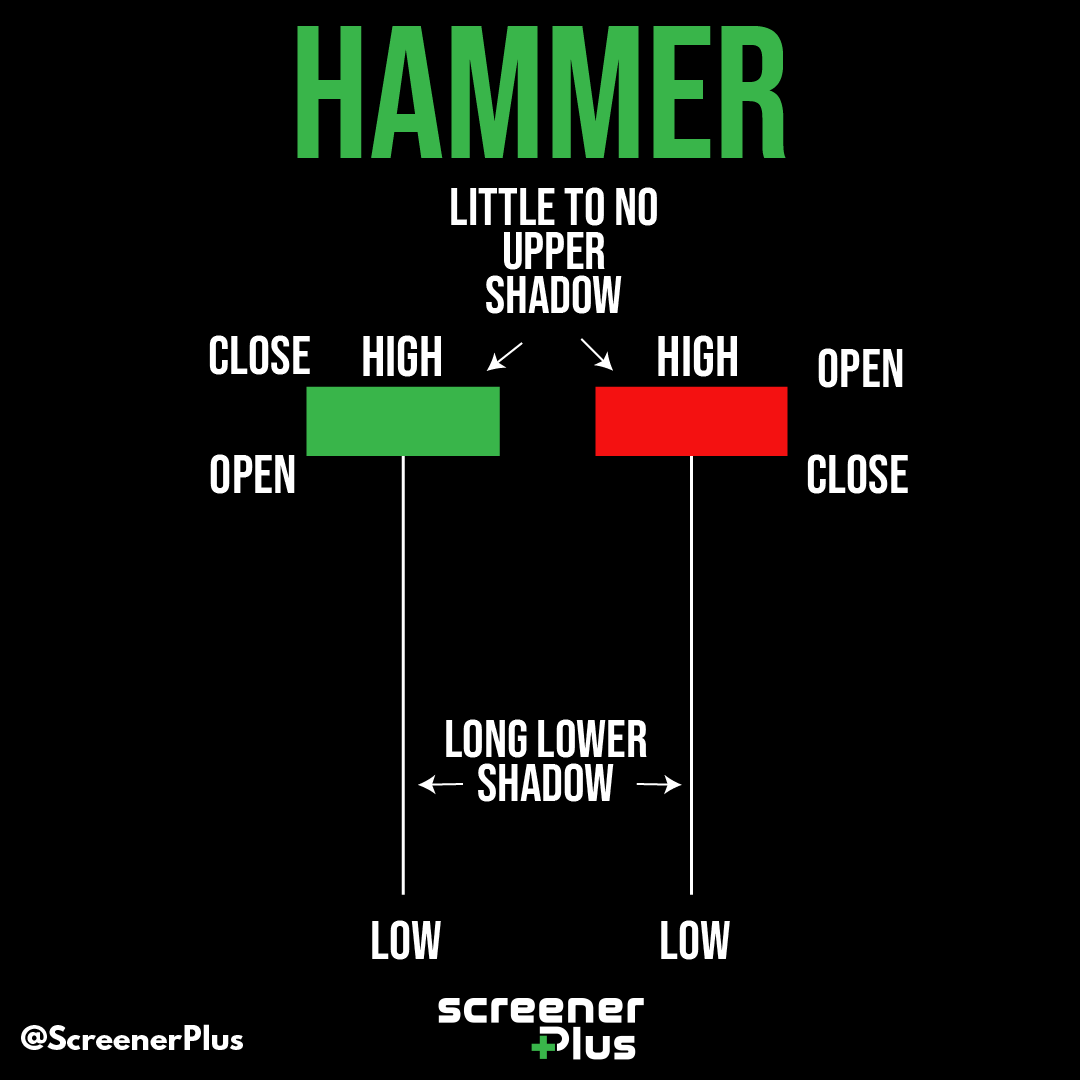 HAMMER
LITTLE TO NO
UPPER
SHADOW
CLOSE HIGH HIGH OPEN
OPEN CLOSE
LONG LOWER
SHADOW
LOW LOW
screener
Plus
@ScreenerPlus